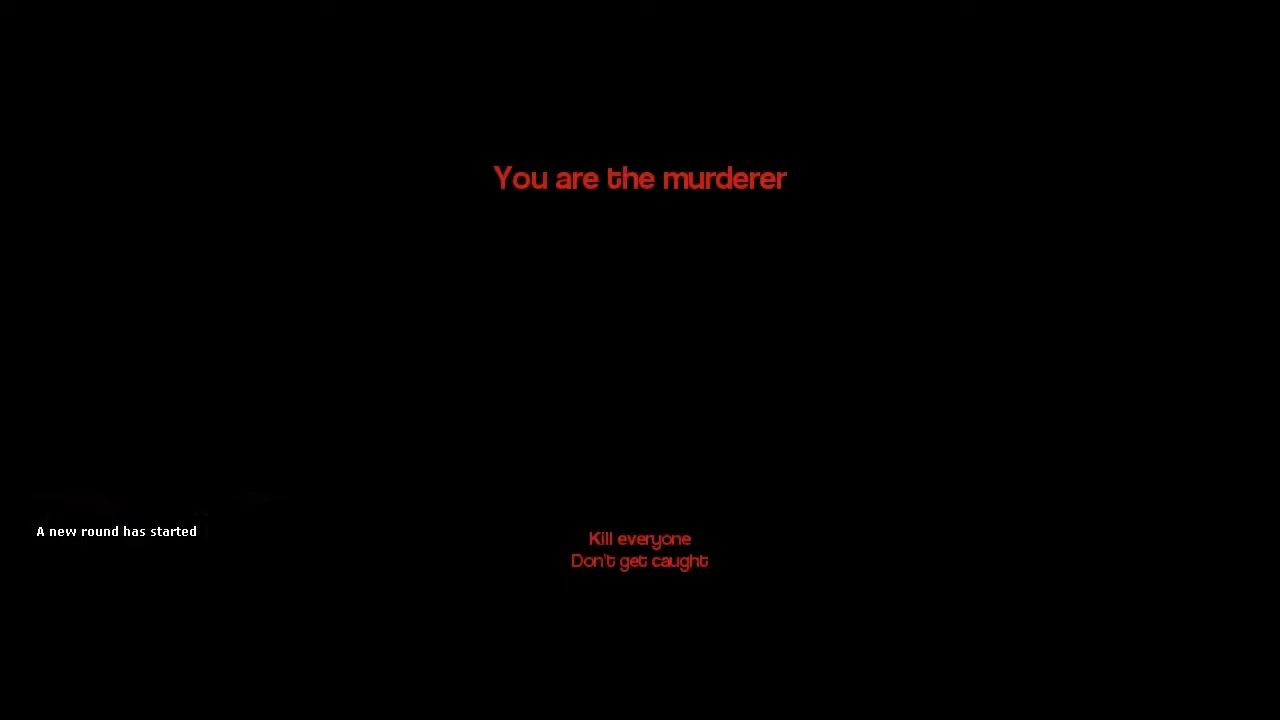 You are the murderer
A new round has started
Kill everyone
Don't get caught